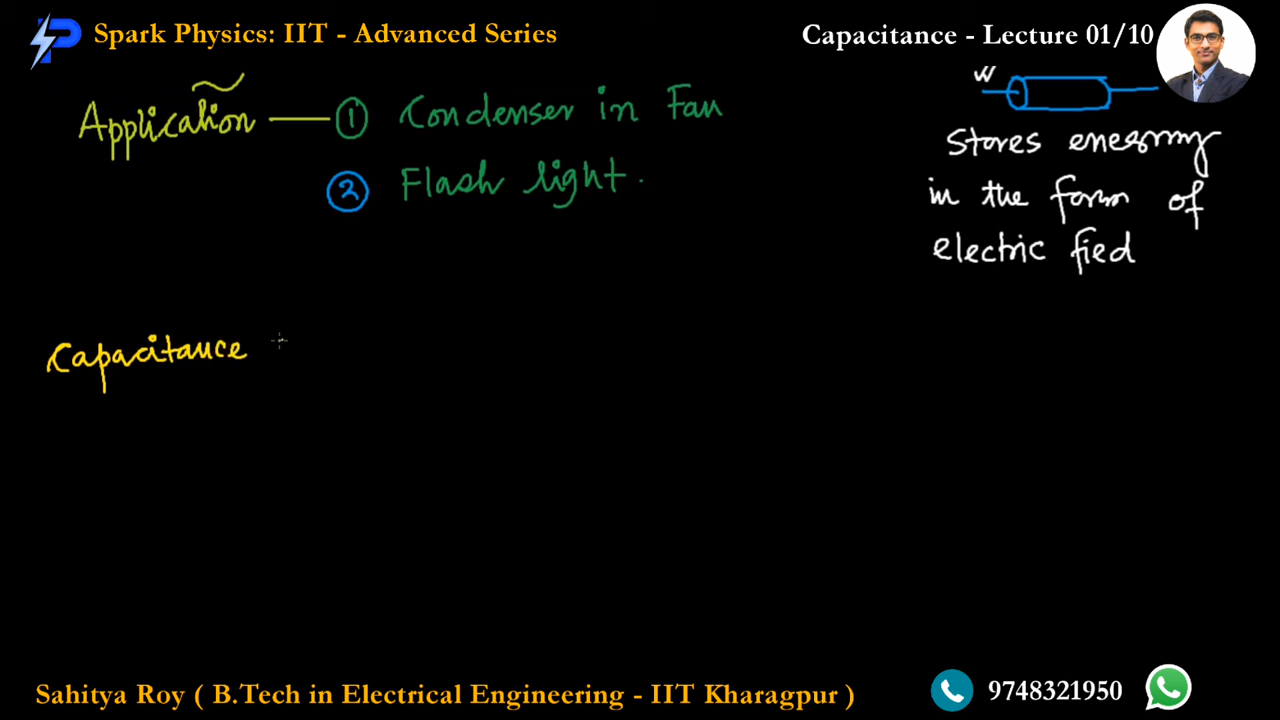 Spark Physics: IIT - Advanced Series
Capacitance - Lecture 01/10
Application — ① Condenser in Fan
② Flash light.
Stores energy
in the form of
electric fied
Capacitance
Sahitya Roy ( B.Tech in Electrical Engineering - IIT Kharagpur )
9748321950